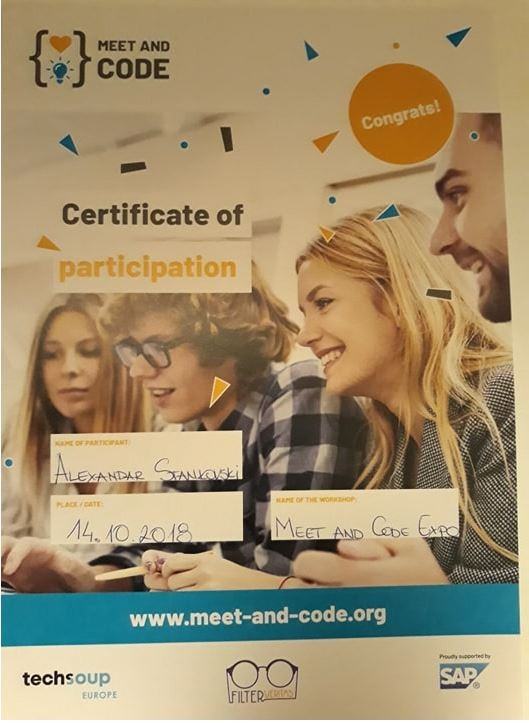 MEET AND
CODE
Congrats!
Certificate of
participation
NAME OF PARTICIPANT:
ALEXANDAR STANKOVSKI
PLACE / DATE:
14.10.2018
NAME OF THE WORKSHOP:
MEET AND CODE EXPO
www.meet-and-code.org
techsoup
EUROPE
FILTERVERITAS
Proudly supported by
SAP